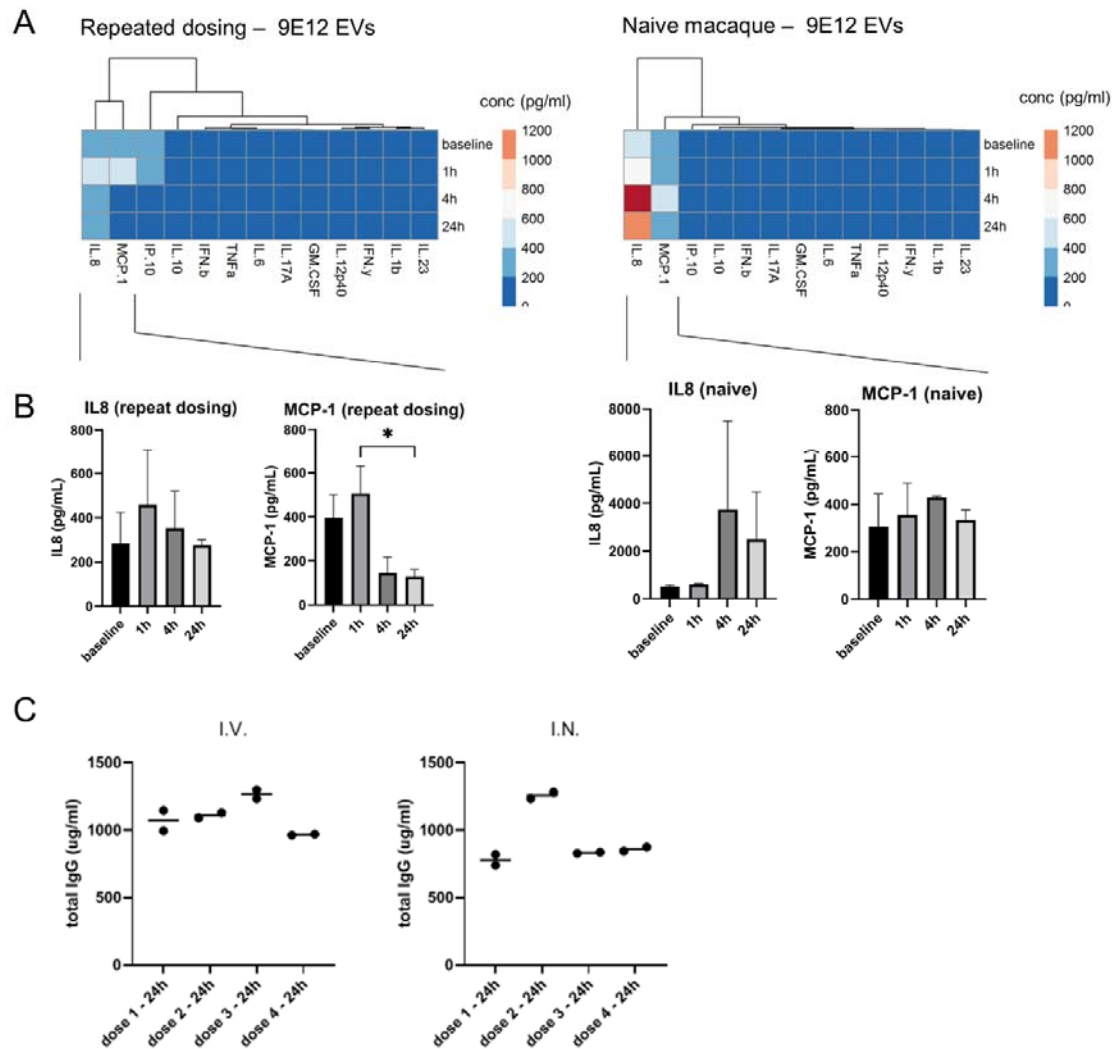 A
Repeated dosing – 9E12 EVs
Naive macaque – 9E12 EVs
conc (pg/ml)
1200
1000
800
600
400
200
0
baseline
1h
4h
24h
IL.8
MCP.1
IP.10
IL.10
IFN.b
TNFa
IL.6
IL.17A
GM.CSF
IL.12p40
IFN.y
IL.1b
IL.23
conc (pg/ml)
1200
1000
800
600
400
200
0
baseline
1h
4h
24h
IL.8
MCP.1
IP.10
IL.10
IFN.b
IL.17A
GM.CSF
IL.6
TNFa
IL.12p40
IFN.y
IL.1b
IL.23
B
IL8 (repeat dosing)
IL8 (pg/mL)
800
600
400
200
0
baseline
1h
4h
24h
MCP-1 (repeat dosing)
MCP-1 (pg/mL)
800
600
400
200
0
*
baseline
1h
4h
24h
IL8 (naive)
IL8 (pg/mL)
8000
6000
4000
2000
0
baseline
1h
4h
24h
MCP-1 (naive)
MCP-1 (pg/mL)
800
600
400
200
0
baseline
1h
4h
24h
C
I.V.
total IgG (ug/ml)
1500
1000
500
0
dose 1 - 24h
dose 2 - 24h
dose 3 - 24h
dose 4 - 24h
I.N.
total IgG (ug/ml)
1500
1000
500
0
dose 1 - 24h
dose 2 - 24h
dose 3 - 24h
dose 4 - 24h